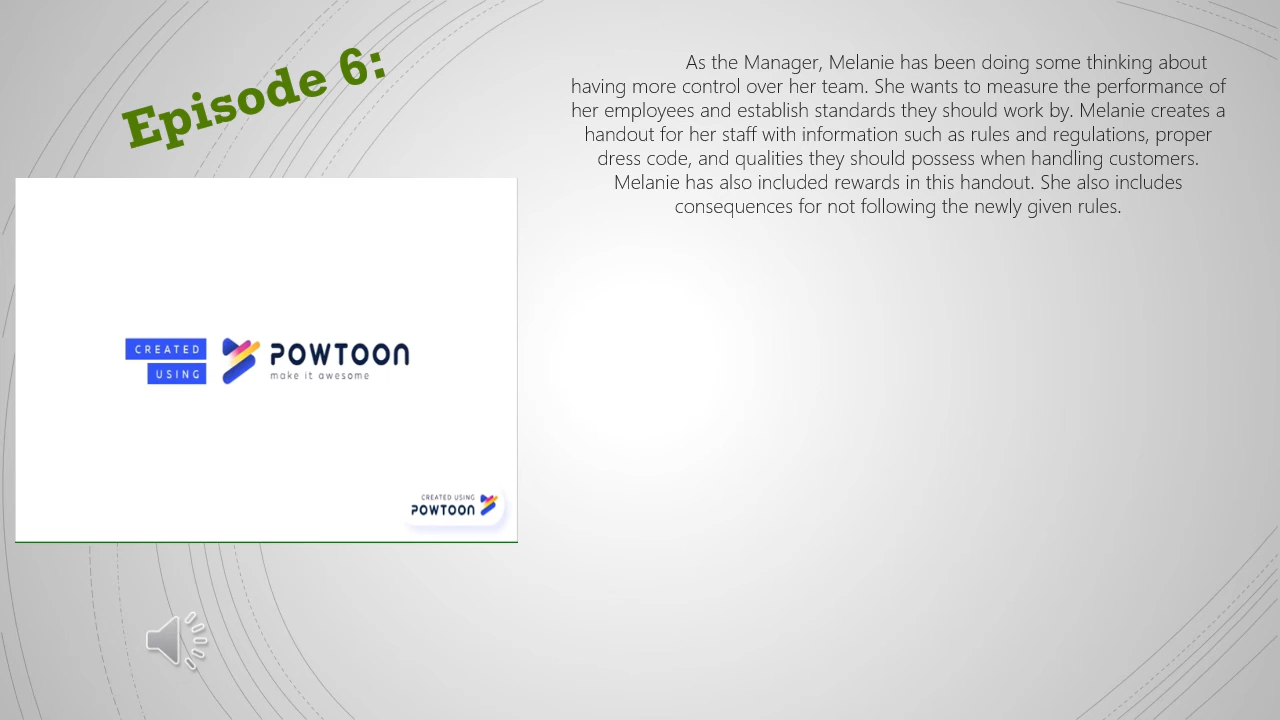 Episode 6:
As the Manager, Melanie has been doing some thinking about
having more control over her team. She wants to measure the performance of
her employees and establish standards they should work by. Melanie creates a
handout for her staff with information such as rules and regulations, proper
dress code, and qualities they should possess when handling customers.
Melanie has also included rewards in this handout. She also includes
consequences for not following the newly given rules.
CREATED
USING
POWTOON
make it awesome
CREATED USING
POWTOON